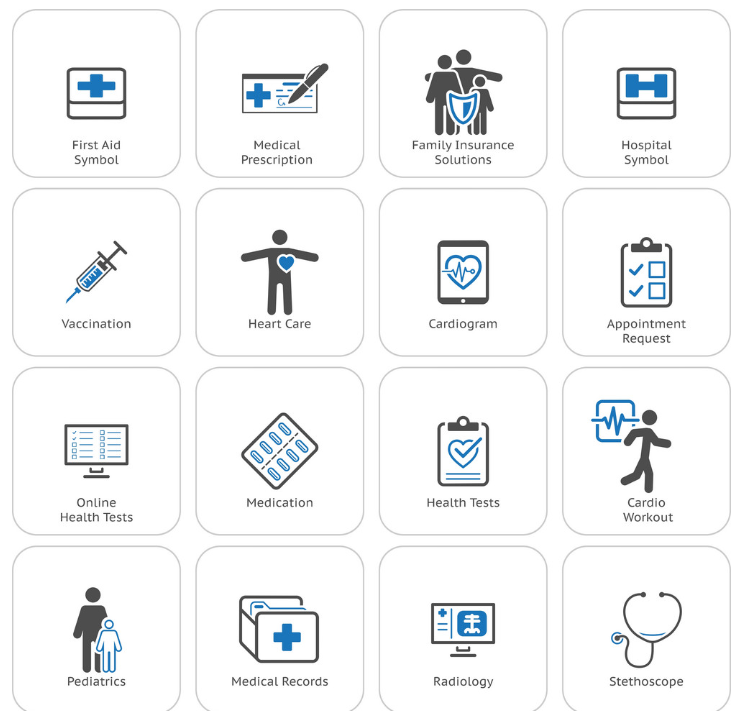 First Aid
Symbol
Medical
Prescription
Family Insurance
Solutions
Hospital
Symbol
Vaccination
Heart Care
Cardiogram
Appointment
Request
Online
Health Tests
Medication
Health Tests
Cardio
Workout
Pediatrics
Medical Records
Radiology
Stethoscope